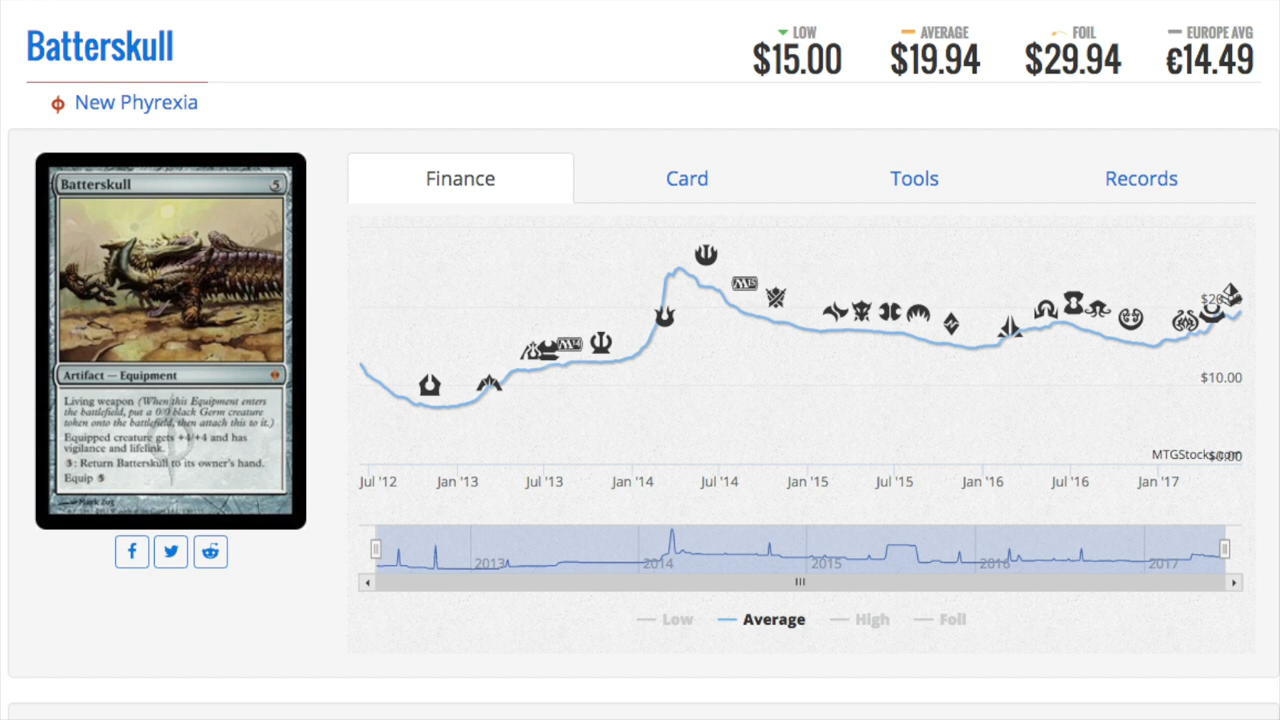 Batterskull
LOW
$15.00
AVERAGE
$19.94
FOIL
$29.94
EUROPE AVG
€14.49
New Phyrexia
Batterskull 5
Artifact — Equipment
Living weapon (When this Equipment enters
the battlefield, put a 0/0 black Germ creature
token onto the battlefield, then attach this to it.)
Equipped creature gets +4/+4 and has
vigilance and lifelink.
3: Return Batterskull to its owner's hand.
Equip 5
Finance
Card
Tools
Records
M15
M14
$10.00
MTGStocks.com
$0.00
Jul '12
Jan '13
Jul '13
Jan '14
Jul '14
Jan '15
Jul '15
Jan '16
Jul '16
Jan '17
2013
2014
2015
2016
2017
Low
Average
High
Foil